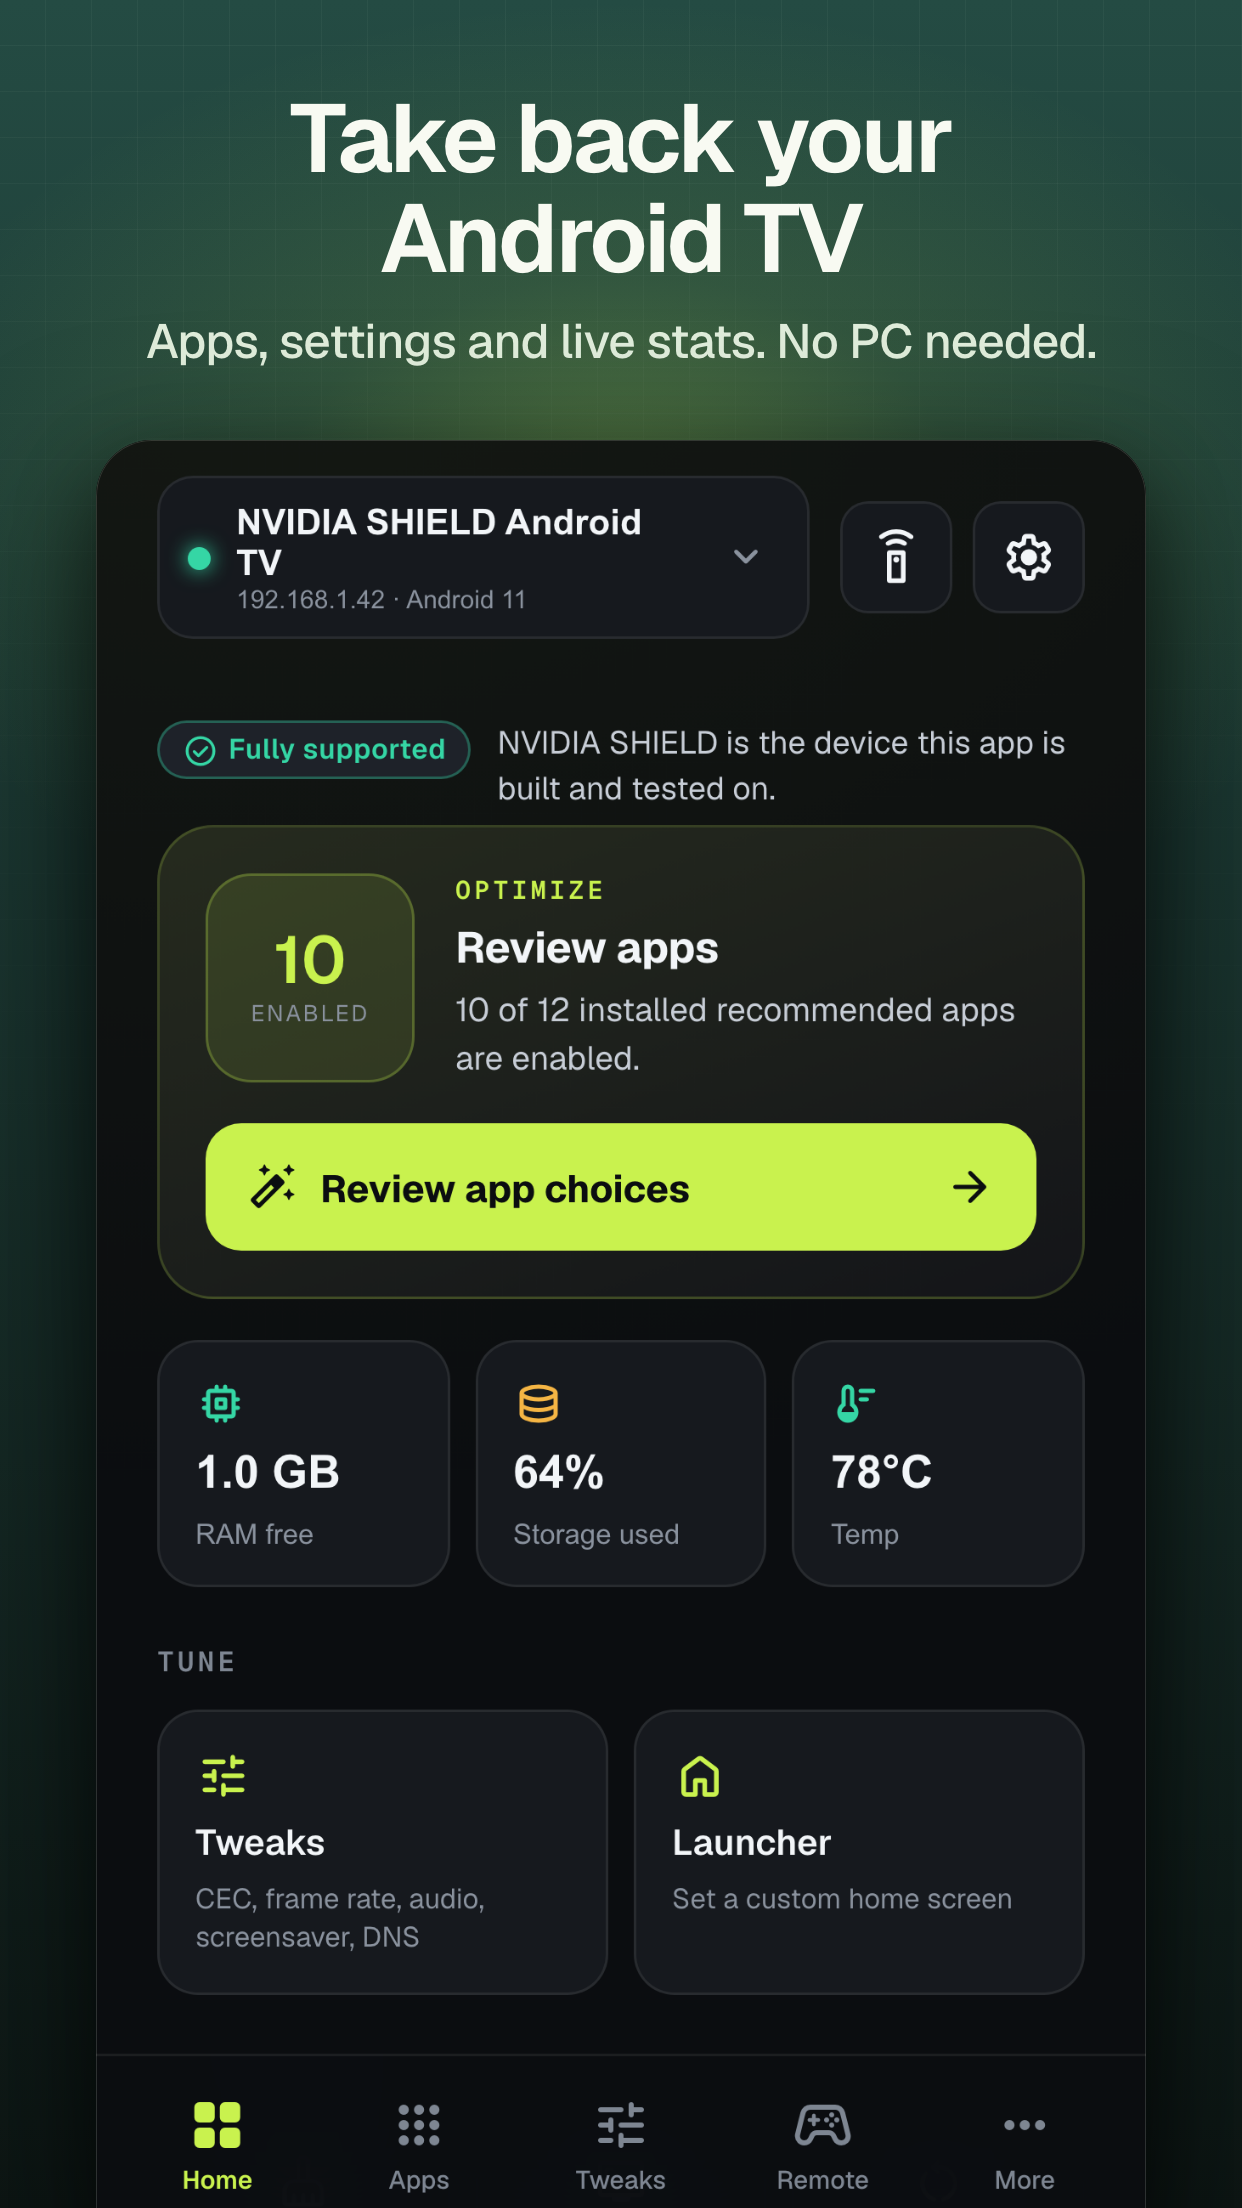 Take back your
Android TV
Apps, settings and live stats. No PC needed.
NVIDIA SHIELD Android
TV
192.168.1.42 · Android 11
Fully supported
NVIDIA SHIELD is the device this app is
built and tested on.
10
ENABLED
OPTIMIZE
Review apps
10 of 12 installed recommended apps
are enabled.
Review app choices
1.0 GB
RAM free
64%
Storage used
78°C
Temp
TUNE
Tweaks
CEC, frame rate, audio,
screensaver, DNS
Launcher
Set a custom home screen
Home
Apps
Tweaks
Remote
More